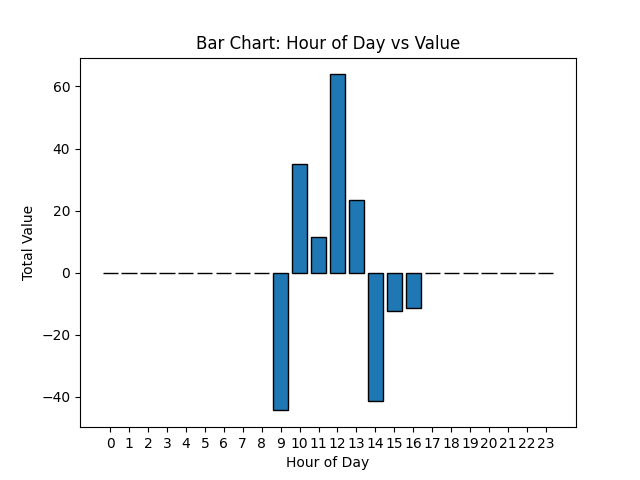 Bar Chart: Hour of Day vs Value
60
40
20
0
−20
−40
Total Value
0 1 2 3 4 5 6 7 8 9 10 11 12 13 14 15 16 17 18 19 20 21 22 23
Hour of Day